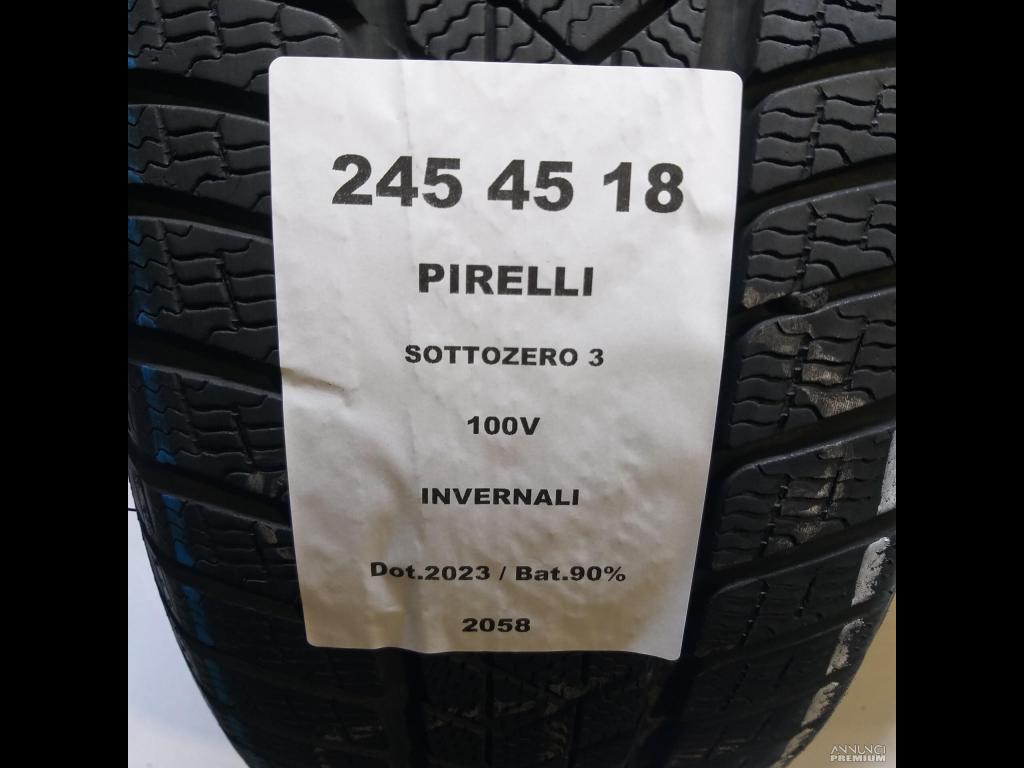 245 45 18
PIRELLI
SOTTOZERO 3
100V
INVERNALI
Dot.2023 / Bat.90%
2058
ANNUNCI
PREMIUM